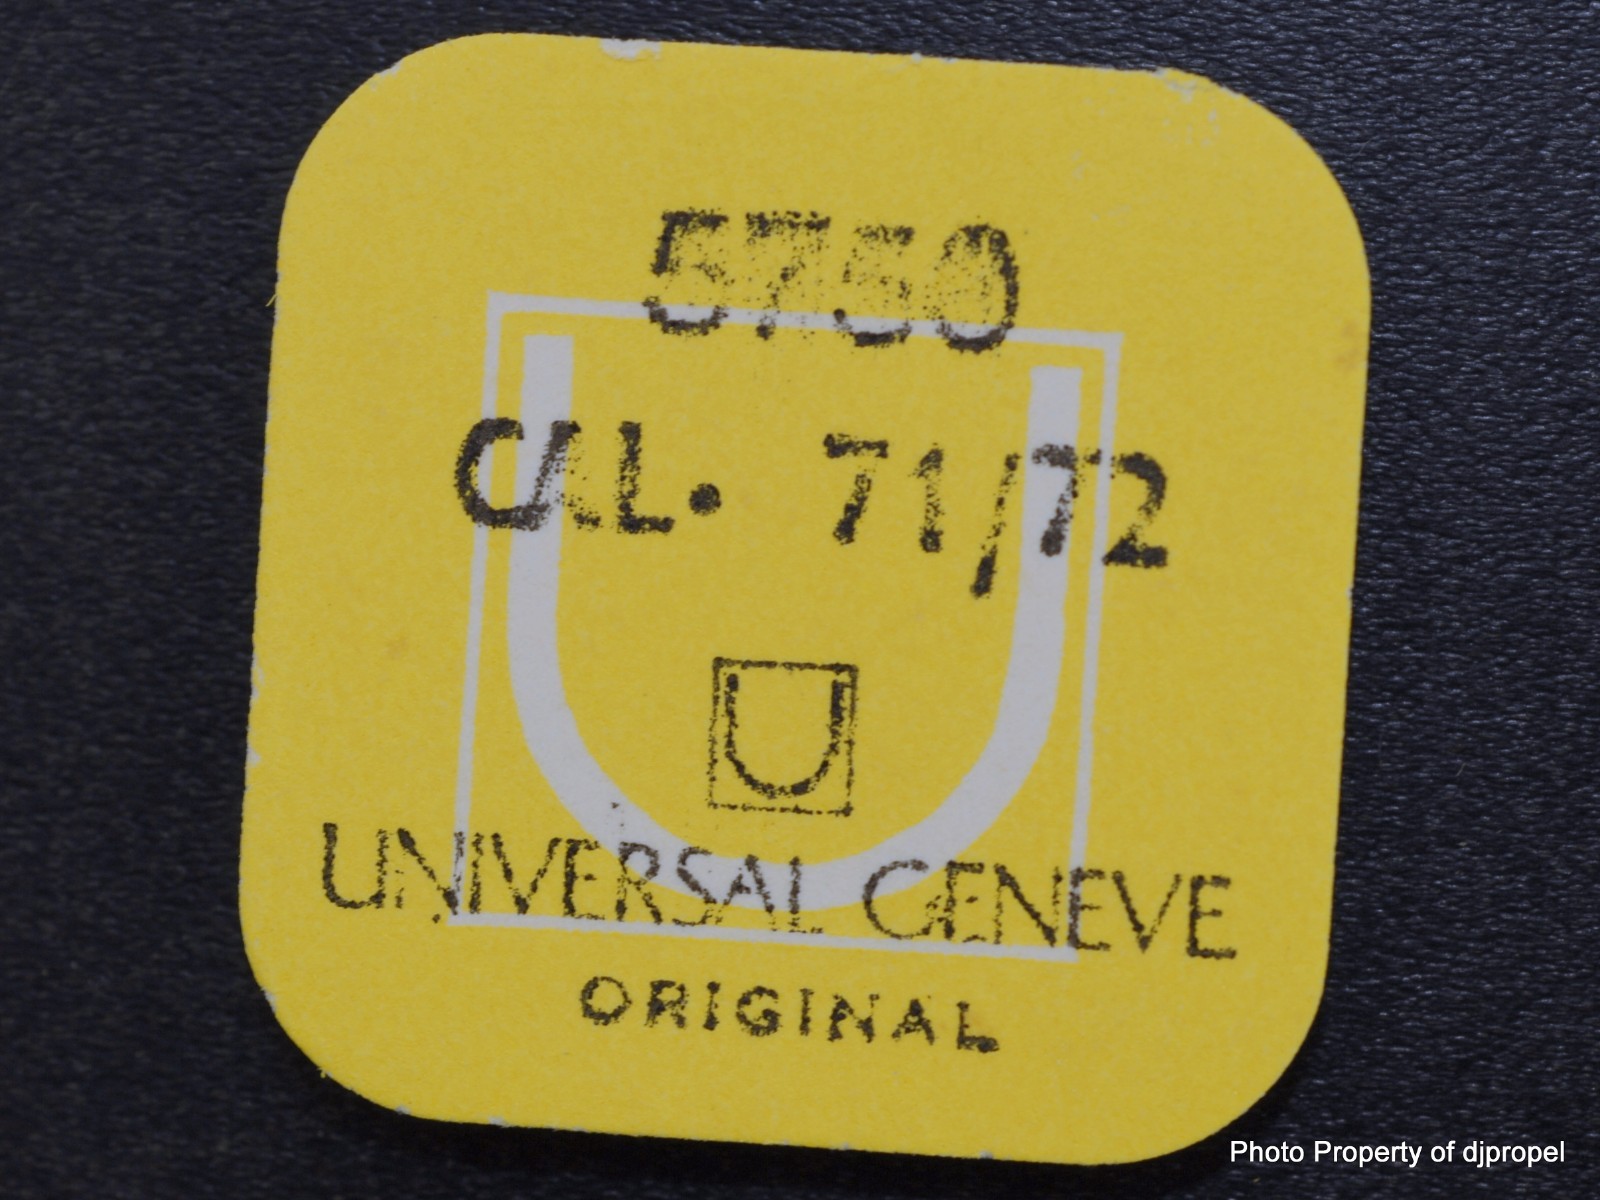 5750
CAL. 71/72
U
UNIVERSAL GENEVE
ORIGINAL
Photo Property of djpropel